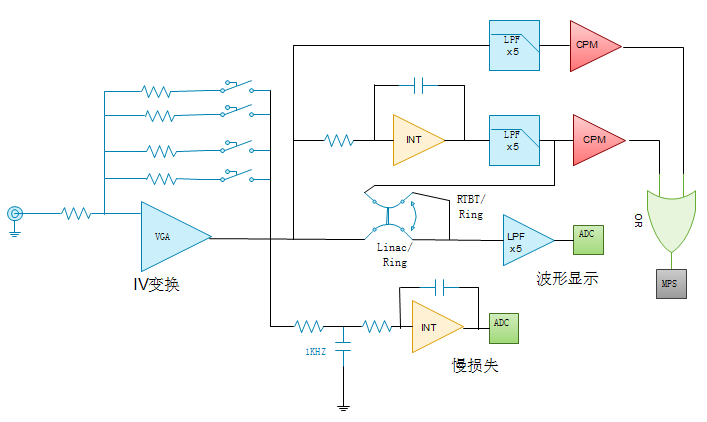 LPF
x5
CPM
INT
LPF
x5
CPM
VGA
IV变换
RTBT/
Ring
Linac/
Ring
LPF
x5
ADC
波形显示
OR
MPS
1KHZ
INT
ADC
慢损失